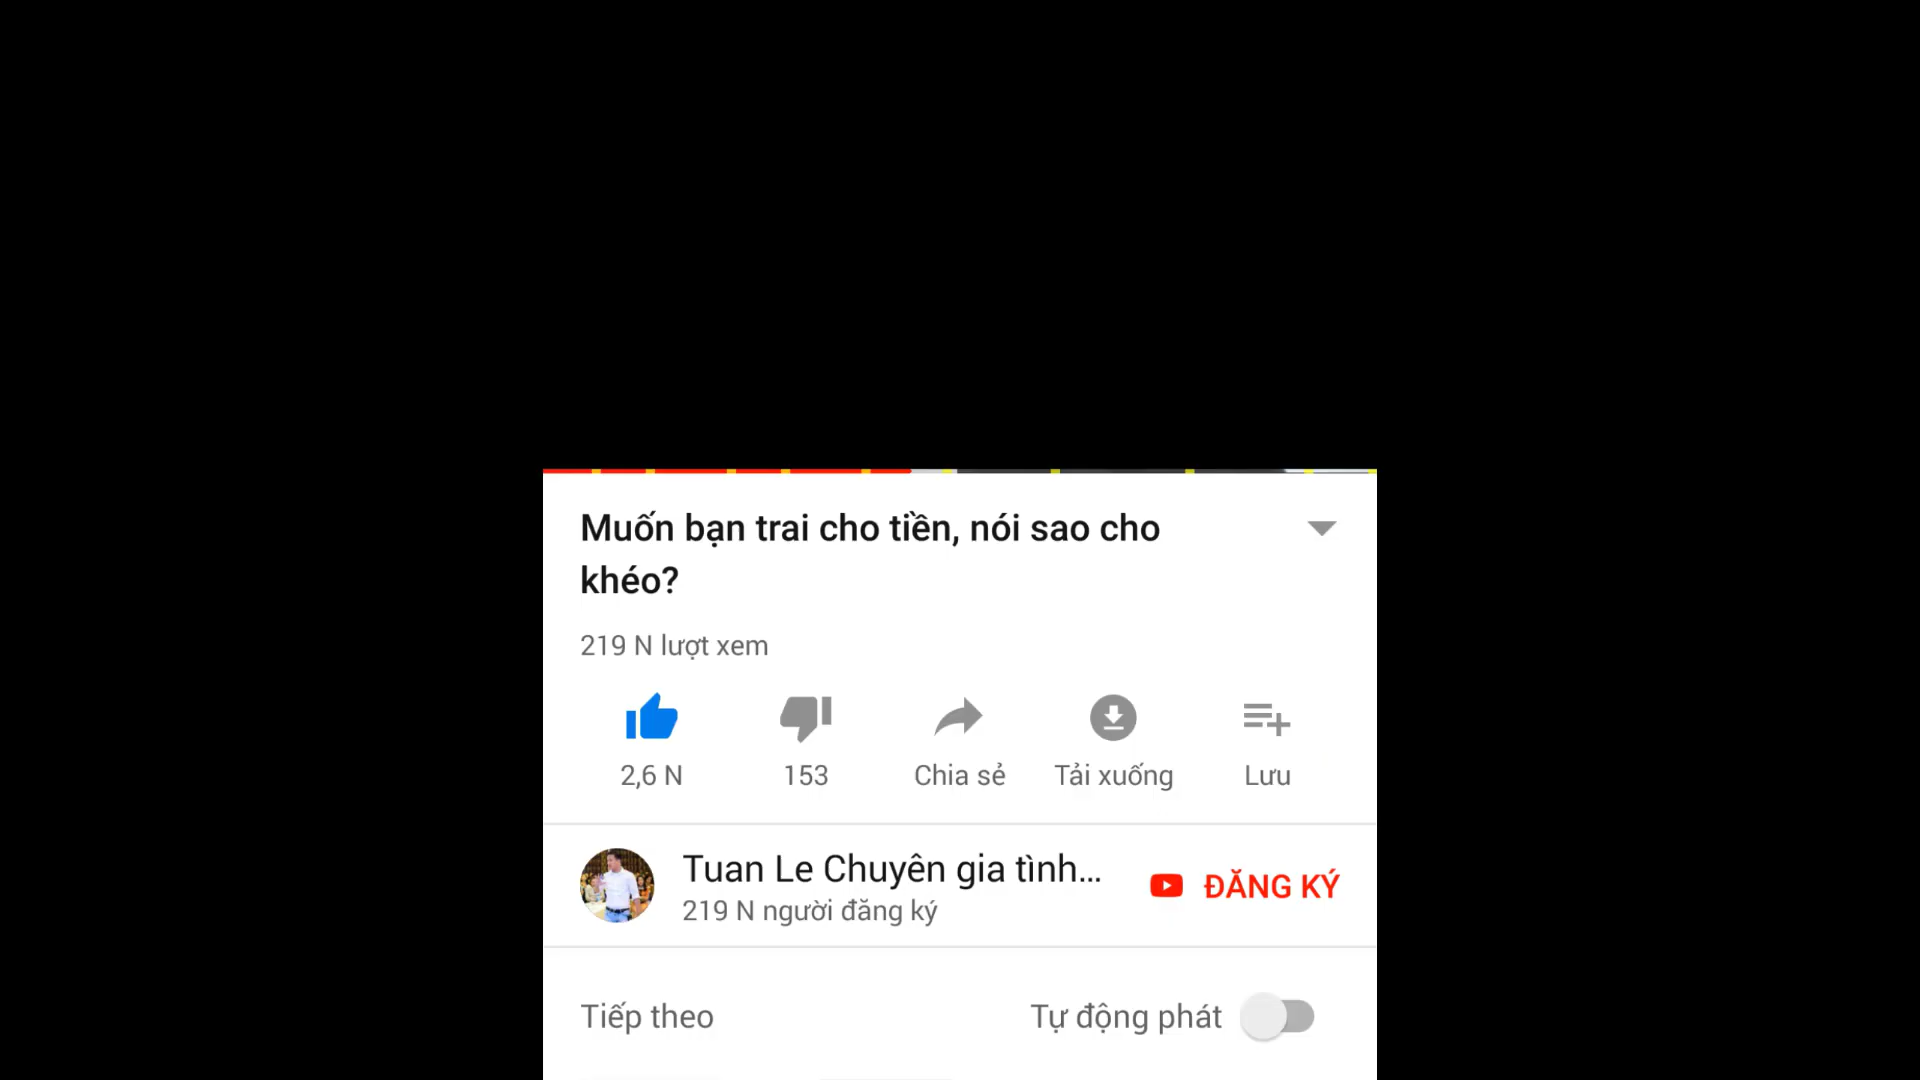 Muốn bạn trai cho tiền, nói sao cho
khéo?
219 N lượt xem
2,6 N
153
Chia sẻ
Tải xuống
Lưu
Tuan Le Chuyên gia tình...
219 N người đăng ký
ĐĂNG KÝ
Tiếp theo
Tự động phát